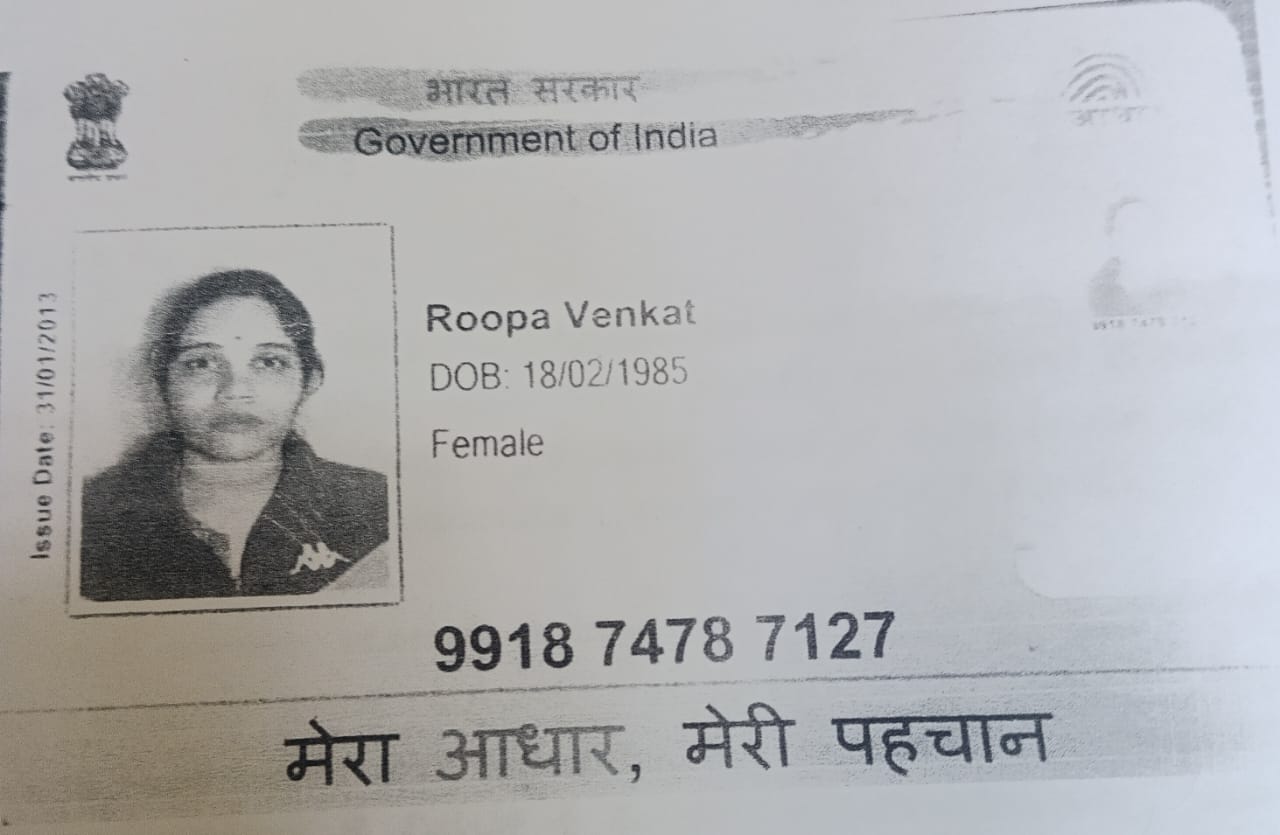 भारत सरकार
Government of India
Issue Date: 31/01/2013
Roopa Venkat
DOB: 18/02/1985
Female
9918 7478 7127
मेरा आधार, मेरी पहचान